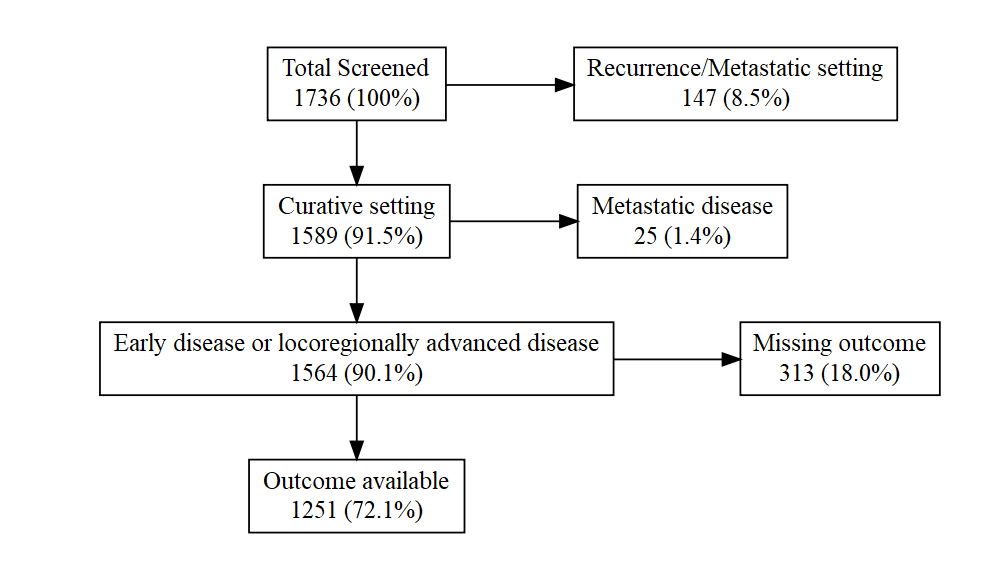 Total Screened
1736 (100%)
Recurrence/Metastatic setting
147 (8.5%)
Curative setting
1589 (91.5%)
Metastatic disease
25 (1.4%)
Early disease or locoregionally advanced disease
1564 (90.1%)
Missing outcome
313 (18.0%)
Outcome available
1251 (72.1%)